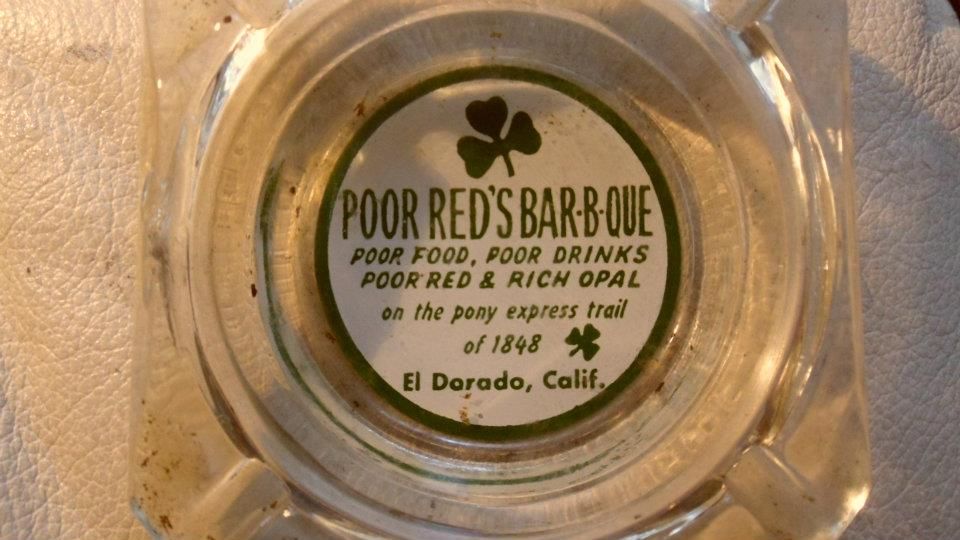 POOR RED'S BAR-B-QUE
POOR FOOD, POOR DRINKS
POOR RED & RICH OPAL
on the pony express trail
of 1848
El Dorado, Calif.